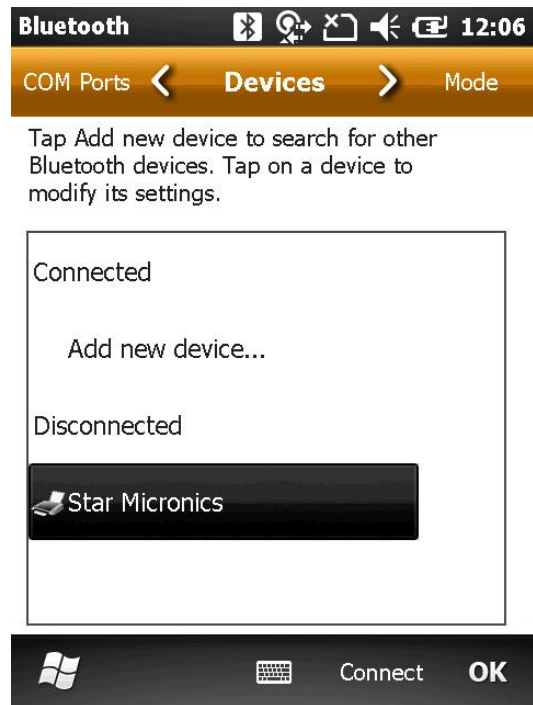 Bluetooth 12:06
COM Ports Devices Mode
Tap Add new device to search for other
Bluetooth devices. Tap on a device to
modify its settings.
Connected
Add new device...
Disconnected
Star Micronics
Connect OK